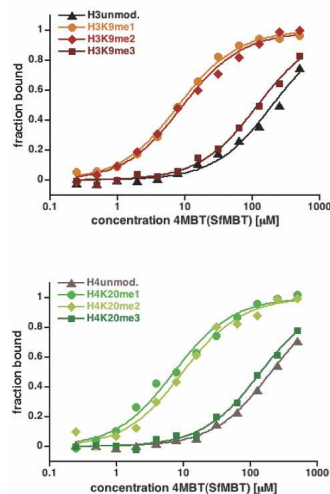 H3unmod.
H3K9me1
H3K9me2
H3K9me3
fraction bound
1.0
0.8
0.6
0.4
0.2
0
0.1 1 10 100 1000
concentration 4MBT(SfMBT) [µM]
H4unmod.
H4K20me1
H4K20me2
H4K20me3
fraction bound
1.0
0.8
0.6
0.4
0.2
0
0.1 1 10 100 1000
concentration 4MBT(SfMBT) [µM]